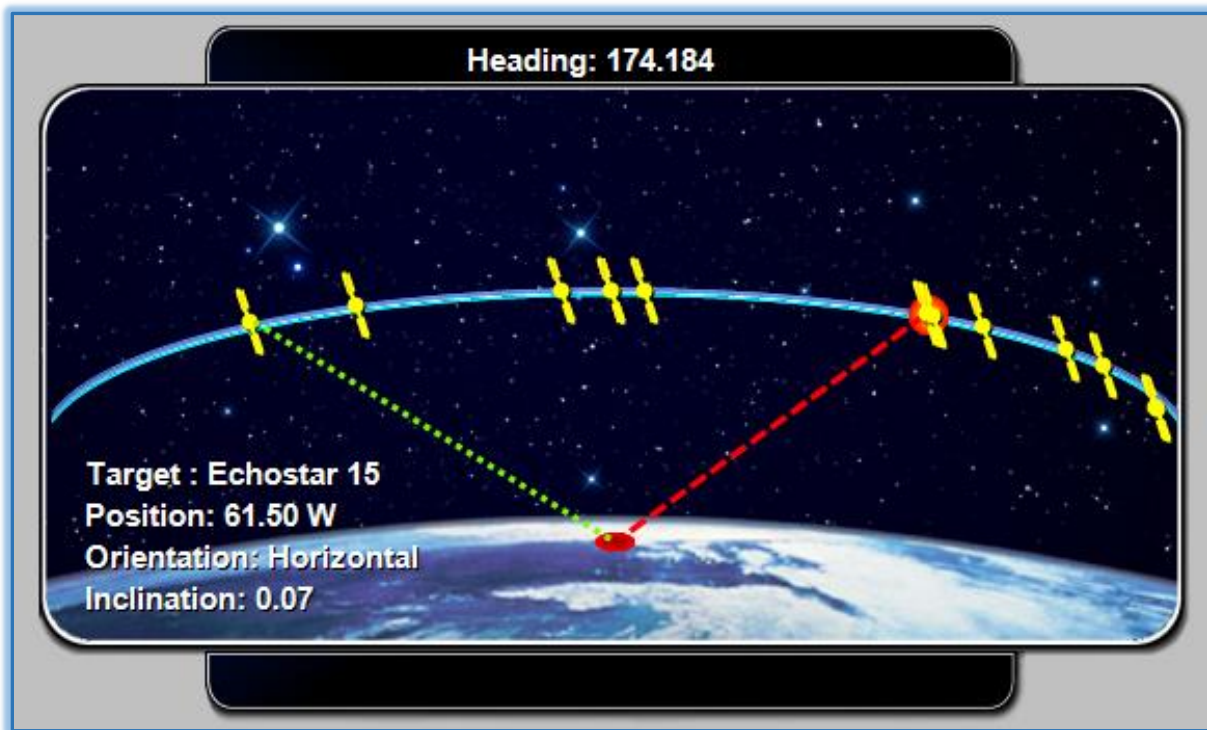 Heading: 174.184
Target : Echostar 15
Position: 61.50 W
Orientation: Horizontal
Inclination: 0.07